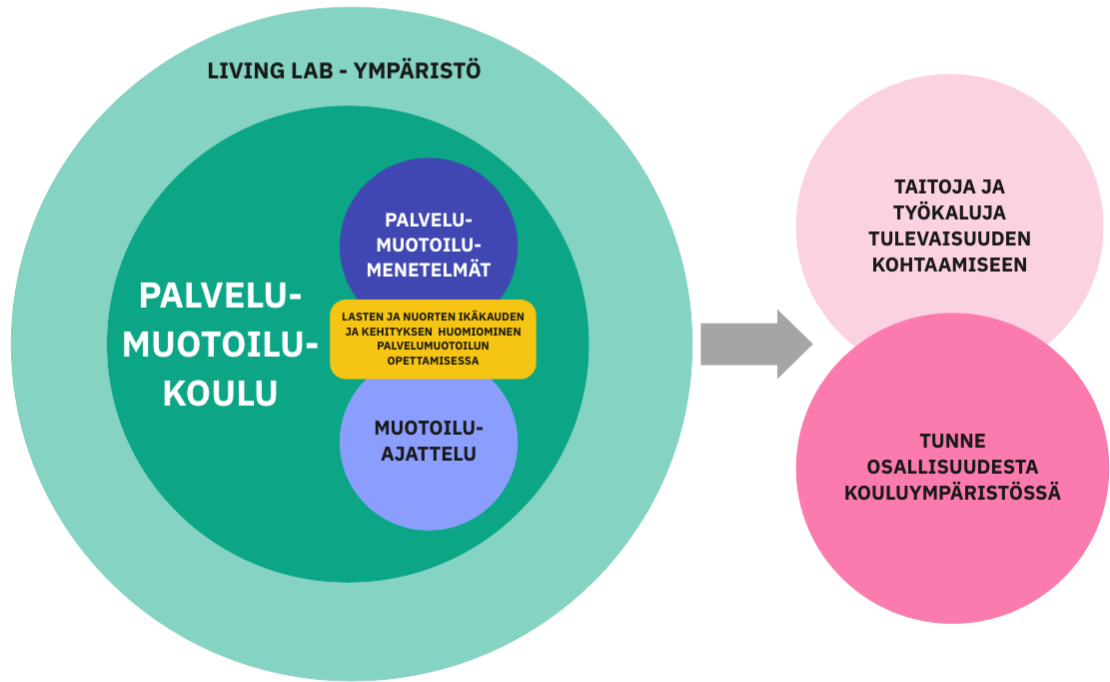 LIVING LAB - YMPÄRISTÖ
PALVELU-
MUOTOILU-
KOULU
PALVELU-
MUOTOILU-
MENETELMÄT
LASTEN JA NUORTEN IKÄKAUDEN
JA KEHITYKSEN HUOMIOIMINEN
PALVELUMUOTOILUN
OPETTAMISESSA
MUOTOILU-
AJATTELU
TAITOJA JA
TYÖKALUJA
TULEVAISUUDEN
KOHTAAMISEEN
TUNNE
OSALLISUUDESTA
KOULUYMPÄRISTÖSSÄ